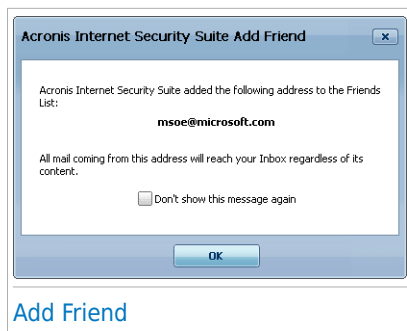 Acronis Internet Security Suite Add Friend
Acronis Internet Security Suite added the following address to the Friends
List:
msoe@microsoft.com
All mail coming from this address will reach your Inbox regardless of its
content.
Don't show this message again
OK
Add Friend